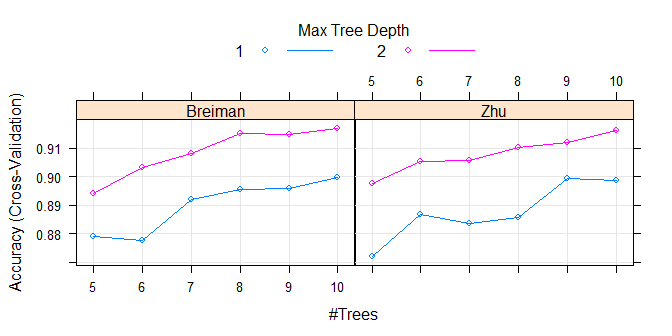 Max Tree Depth
1 2
5 6 7 8 9 10
Breiman Zhu
Accuracy (Cross-Validation)
0.91
0.90
0.89
0.88
5 6 7 8 9 10
#Trees